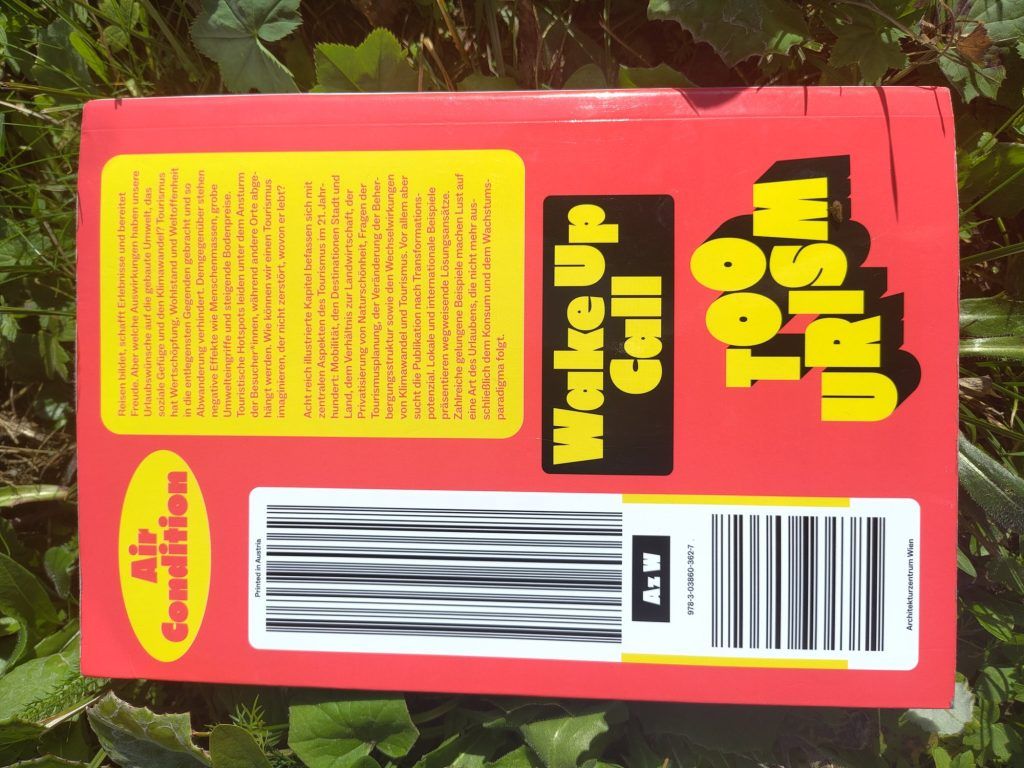 Air
Condition
Reisen bildet, schafft Erlebnisse und bereitet
Freude. Aber welche Auswirkungen haben unsere
Urlaubswünsche auf die gebaute Umwelt, das
soziale Gefüge und den Klimawandel? Tourismus
hat Wertschöpfung, Wohlstand und Weltoffenheit
in die entlegensten Gegenden gebracht und so
Abwanderung verhindert. Demgegenüber stehen
negative Effekte wie Menschenmassen, grobe
Umwelteingriffe und steigende Bodenpreise.
Touristische Hotspots leiden unter dem Ansturm
der Besucher*innen, während andere Orte abge-
hängt werden. Wie können wir einen Tourismus
imaginieren, der nicht zerstört, wovon er lebt?
Acht reich illustrierte Kapitel befassen sich mit
zentralen Aspekten des Tourismus im 21. Jahr-
hundert: Mobilität, den Destinationen Stadt und
Land, dem Verhältnis zur Landwirtschaft, der
Privatisierung von Naturschönheit, Fragen der
Tourismusplanung, der Veränderung der Beher-
bergungsstruktur sowie den Wechselwirkungen
von Klimawandel und Tourismus. Vor allem aber
sucht die Publikation nach Transformations-
potenzial. Lokale und internationale Beispiele
präsentieren wegweisende Lösungsansätze.
Zahlreiche gelungene Beispiele machen Lust auf
eine Art des Urlaubens, die nicht mehr aus-
schließlich dem Konsum und dem Wachstums-
paradigma folgt.
Printed in Austria
Az W
978-3-03860-362-7
Architekturzentrum Wien
Wake Up
Call
TOO
URISM